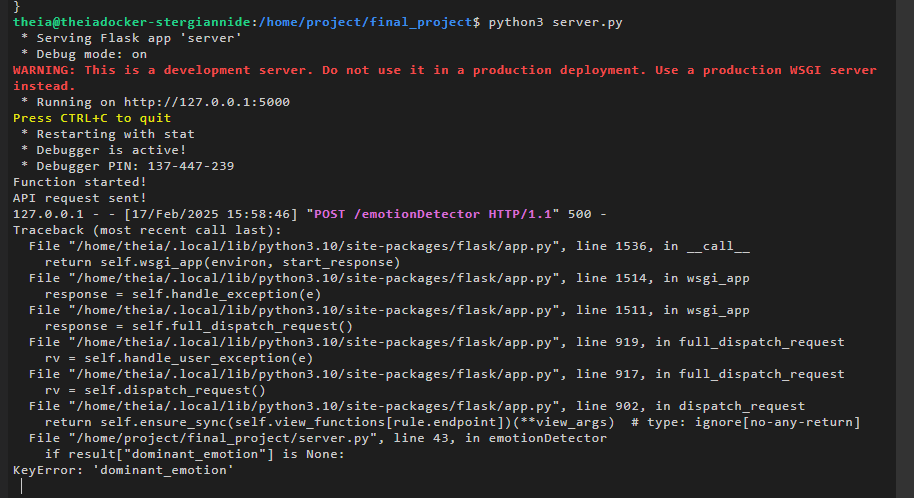 }
theia@theiadocker-stergiannide:/home/project/final_project$ python3 server.py
 * Serving Flask app 'server'
 * Debug mode: on
WARNING: This is a development server. Do not use it in a production deployment. Use a production WSGI server
instead.
 * Running on http://127.0.0.1:5000
Press CTRL+C to quit
 * Restarting with stat
 * Debugger is active!
 * Debugger PIN: 137-447-239
Function started!
API request sent!
127.0.0.1 - - [17/Feb/2025 15:58:46] "POST /emotionDetector HTTP/1.1" 500 -
Traceback (most recent call last):
  File "/home/theia/.local/lib/python3.10/site-packages/flask/app.py", line 1536, in __call__
    return self.wsgi_app(environ, start_response)
  File "/home/theia/.local/lib/python3.10/site-packages/flask/app.py", line 1514, in wsgi_app
    response = self.handle_exception(e)
  File "/home/theia/.local/lib/python3.10/site-packages/flask/app.py", line 1511, in wsgi_app
    response = self.full_dispatch_request()
  File "/home/theia/.local/lib/python3.10/site-packages/flask/app.py", line 919, in full_dispatch_request
    rv = self.handle_user_exception(e)
  File "/home/theia/.local/lib/python3.10/site-packages/flask/app.py", line 917, in full_dispatch_request
    rv = self.dispatch_request()
  File "/home/theia/.local/lib/python3.10/site-packages/flask/app.py", line 902, in dispatch_request
    return self.ensure_sync(self.view_functions[rule.endpoint])(**view_args)  # type: ignore[no-any-return]
  File "/home/project/final_project/server.py", line 43, in emotionDetector
    if result["dominant_emotion"] is None:
KeyError: 'dominant_emotion'